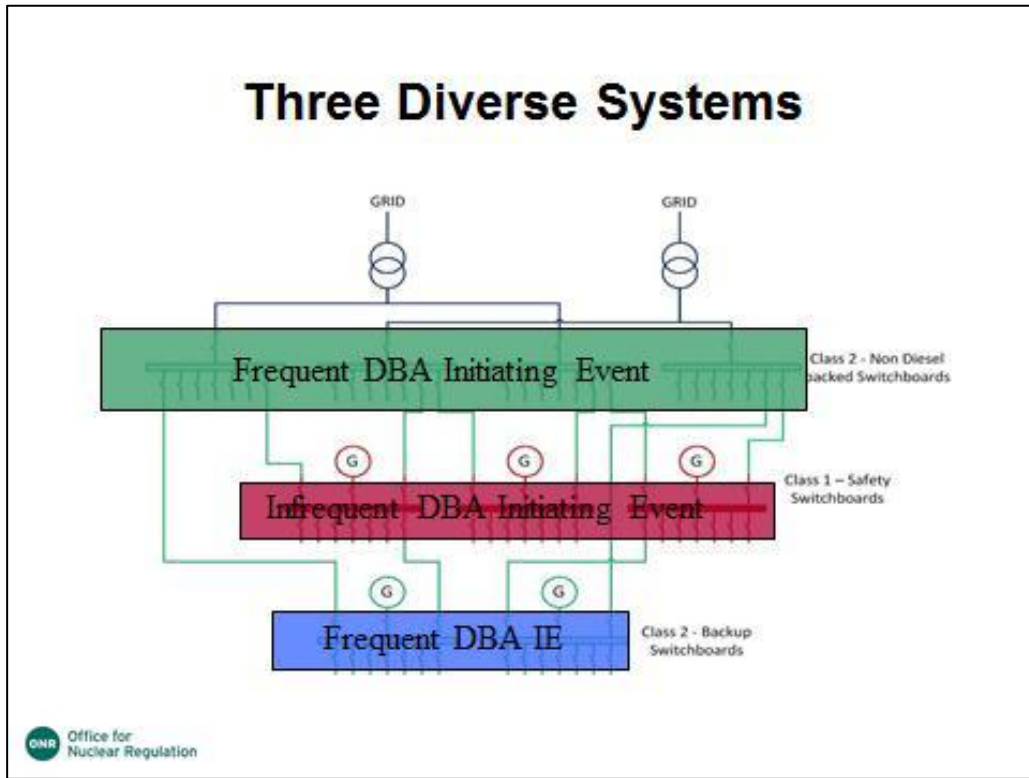 Three Diverse Systems
GRID
GRID
Frequent DBA Initiating Event
Class 2 - Non Diesel
backed Switchboards
G
G
G
Infrequent DBA Initiating Event
Class 1 – Safety
Switchboards
G
G
Frequent DBA IE
Class 2 - Backup
Switchboards
ONR
Office for
Nuclear Regulation